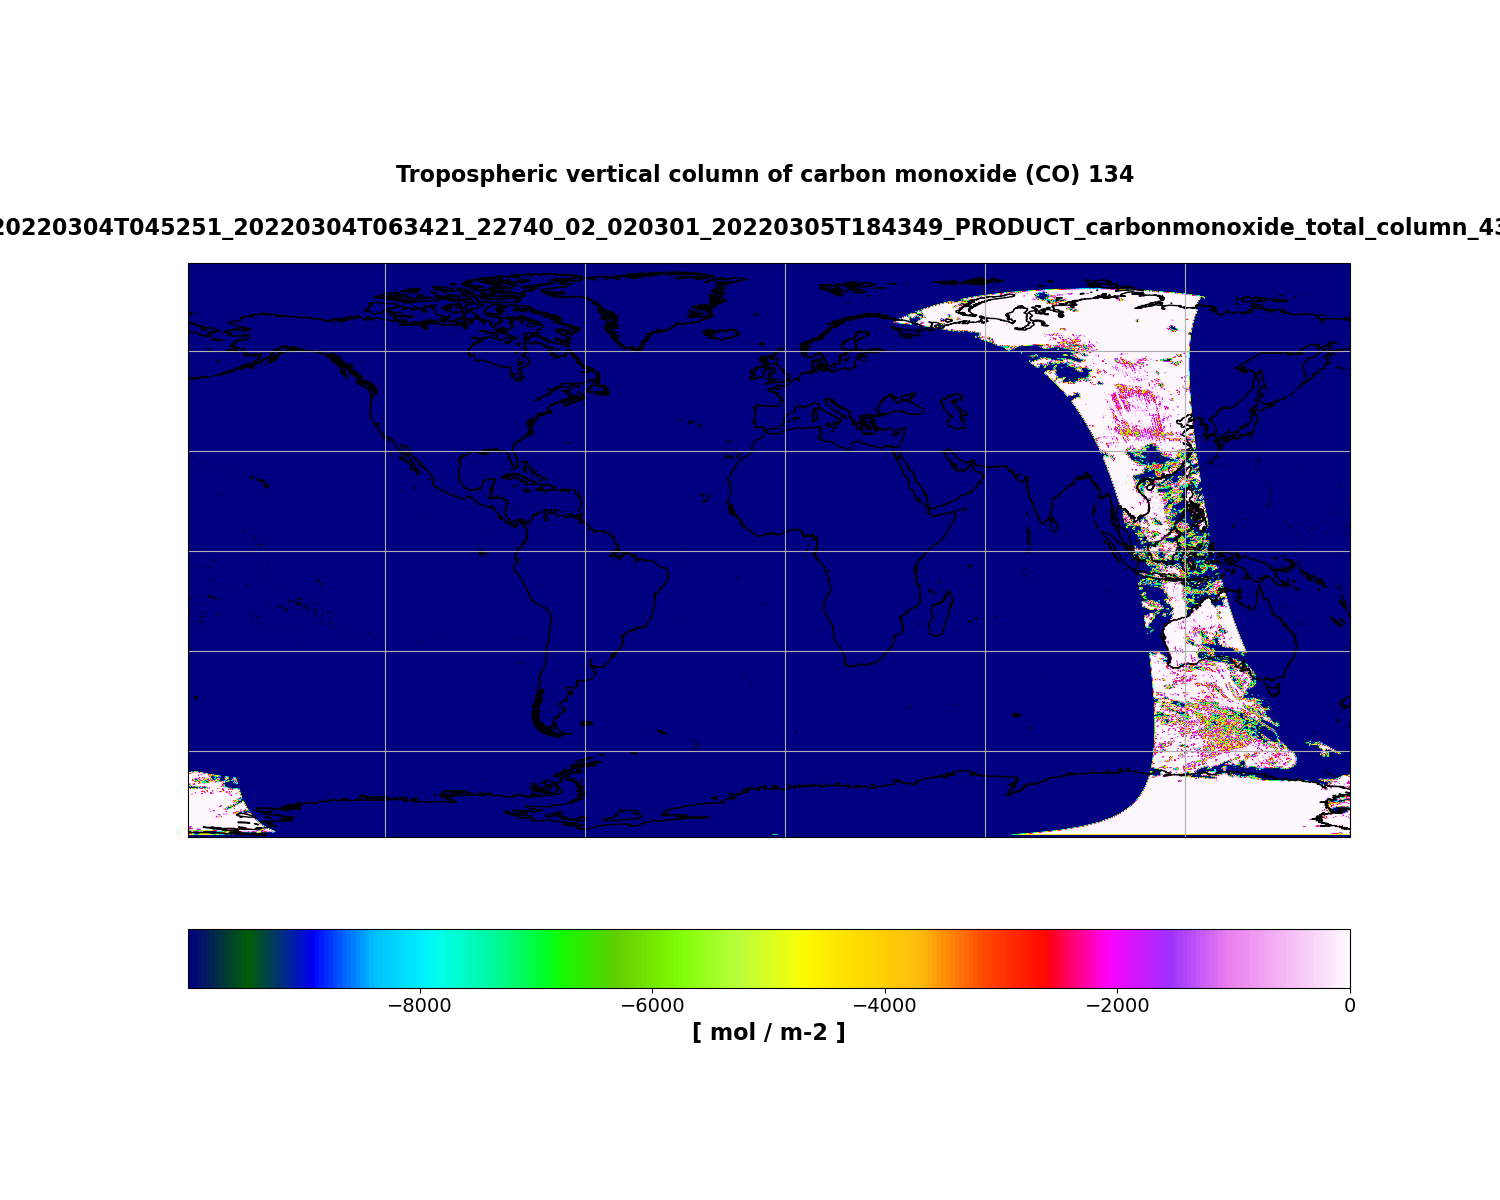 Tropospheric vertical column of carbon monoxide (CO) 134
20220304T045251_20220304T063421_22740_02_020301_20220305T184349_PRODUCT_carbonmonoxide_total_column_43
−8000 −6000 −4000 −2000 0
[ mol / m-2 ]